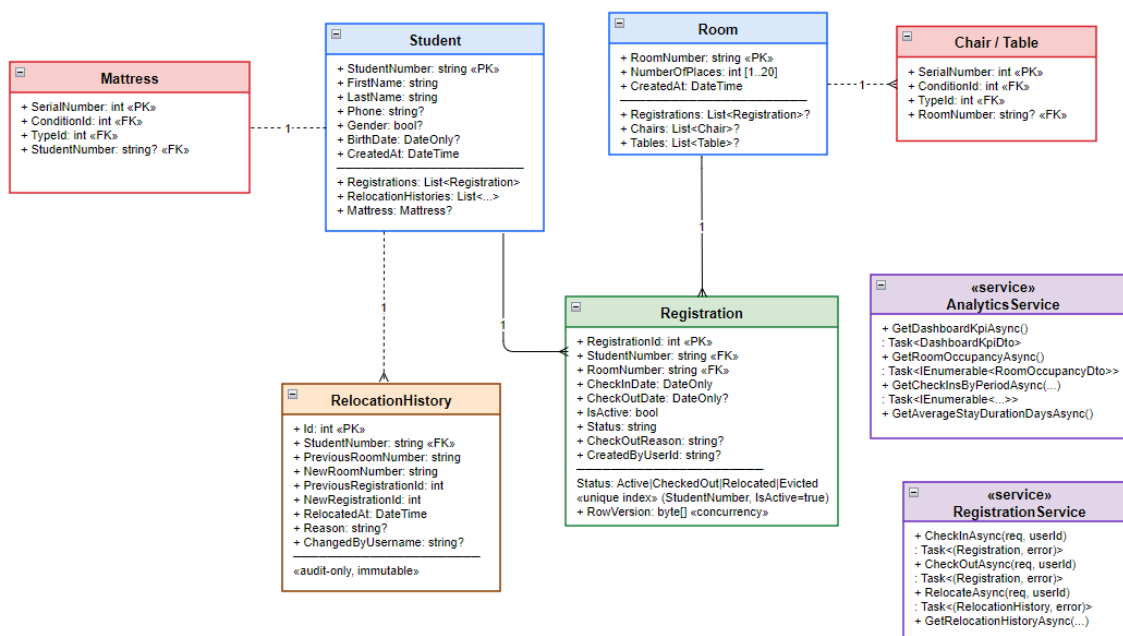 Mattress
+ SerialNumber: int «PK»
+ ConditionId: int «FK»
+ TypeId: int «FK»
+ StudentNumber: string? «FK»
1
Student
+ StudentNumber: string «PK»
+ FirstName: string
+ LastName: string
+ Phone: string?
+ Gender: bool?
+ BirthDate: DateOnly?
+ CreatedAt: DateTime
+ Registrations: List<Registration>
+ RelocationHistories: List<...>
+ Mattress: Mattress?
Room
+ RoomNumber: string «PK»
+ NumberOfPlaces: int [1..20]
+ CreatedAt: DateTime
+ Registrations: List<Registration>?
+ Chairs: List<Chair>?
+ Tables: List<Table>?
1
Chair / Table
+ SerialNumber: int «PK»
+ ConditionId: int «FK»
+ TypeId: int «FK»
+ RoomNumber: string? «FK»
1
1
1
RelocationHistory
+ Id: int «PK»
+ StudentNumber: string «FK»
+ PreviousRoomNumber: string
+ NewRoomNumber: string
+ PreviousRegistrationId: int
+ NewRegistrationId: int
+ RelocatedAt: DateTime
+ Reason: string?
+ ChangedByUsername: string?
«audit-only, immutable»
Registration
+ RegistrationId: int «PK»
+ StudentNumber: string «FK»
+ RoomNumber: string «FK»
+ CheckInDate: DateOnly
+ CheckOutDate: DateOnly?
+ IsActive: bool
+ Status: string
+ CheckOutReason: string?
+ CreatedByUserId: string?
Status: Active|CheckedOut|Relocated|Evicted
«unique index» (StudentNumber, IsActive=true)
+ RowVersion: byte[] «concurrency»
«service»
AnalyticsService
+ GetDashboardKpiAsync()
: Task<DashboardKpiDto>
+ GetRoomOccupancyAsync()
: Task<IEnumerable<RoomOccupancyDto>>
+ GetCheckInsByPeriodAsync(...)
: Task<IEnumerable<...>>
+ GetAverageStayDurationDaysAsync()
«service»
RegistrationService
+ CheckInAsync(req, userId)
: Task<(Registration, error)>
+ CheckOutAsync(req, userId)
: Task<(Registration, error)>
+ RelocateAsync(req, userId)
: Task<(RelocationHistory, error)>
+ GetRelocationHistoryAsync(...)